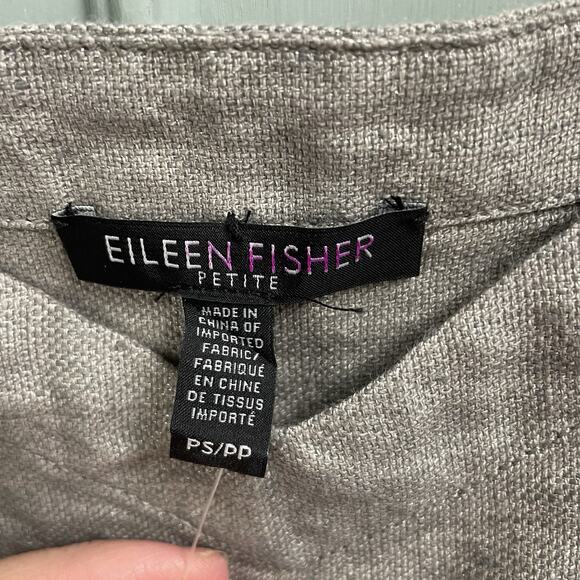 EILEEN FISHER
PETITE
MADE IN
CHINA OF
IMPORTED
FABRIC/
FABRIQUÉ
EN CHINE
DE TISSUS
IMPORTÉ
PS/PP